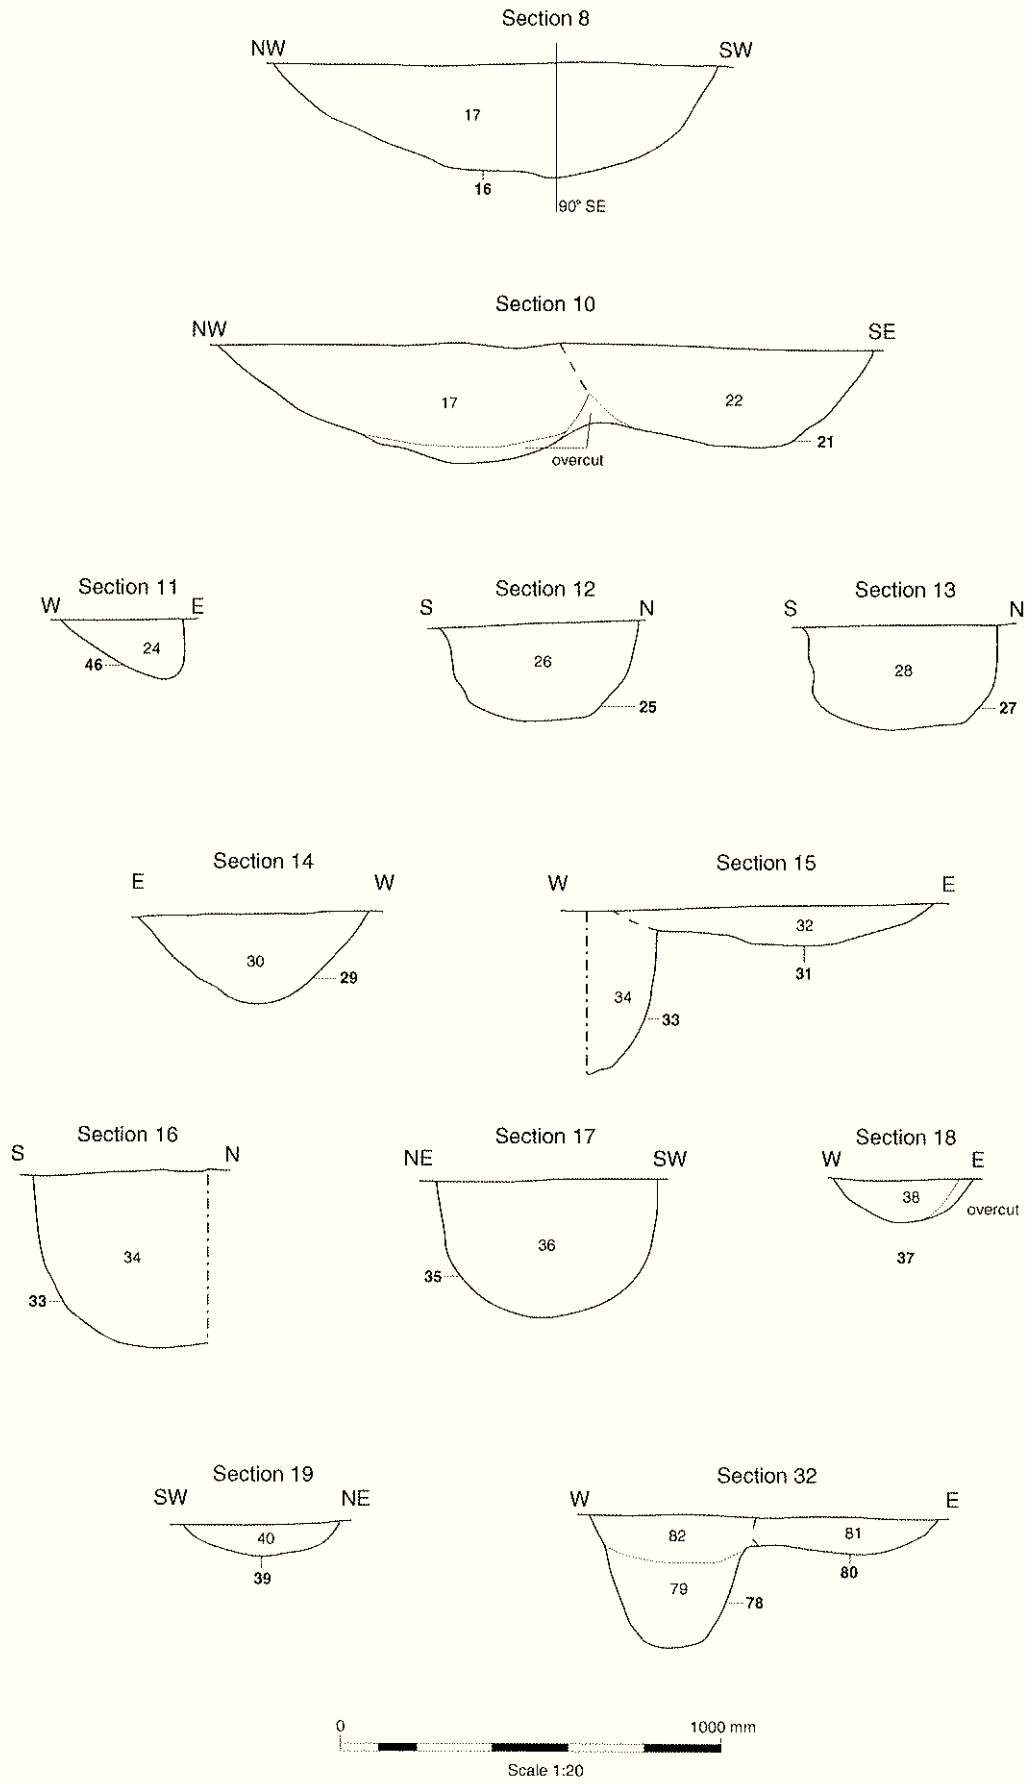 Section 8
NW SW
17
16
90° SE
Section 10
NW SE
17 22
21
overcut
Section 11
W E
24
46
Section 12
S N
26
25
Section 13
S N
28
27
Section 14
E W
30
29
Section 15
W E
32
31
34
33
Section 16
S N
34
33
Section 17
NE SW
36
35
Section 18
W E
38
overcut
37
Section 19
SW NE
40
39
Section 32
W E
82 81
80
79
78
0 1000 mm
Scale 1:20